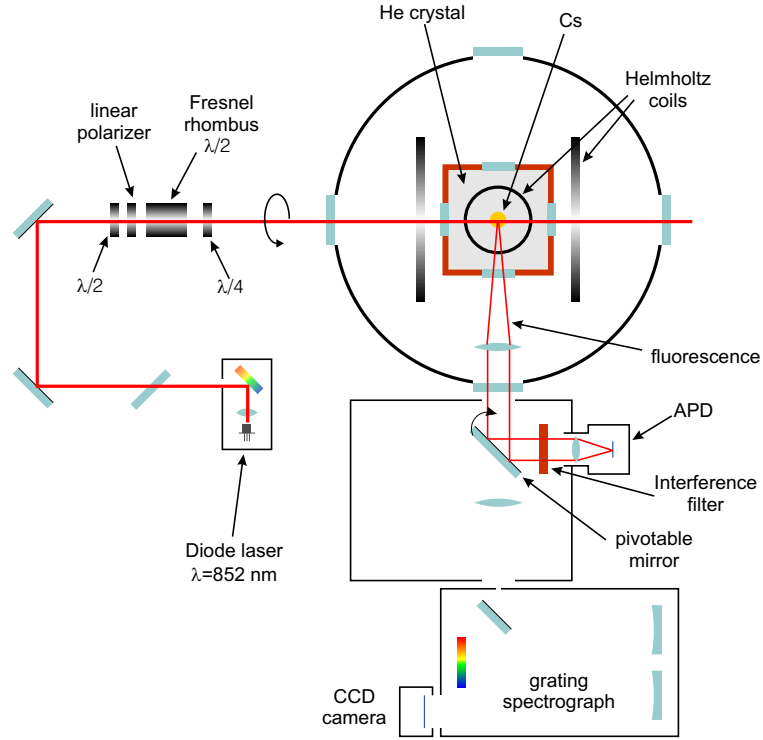 He crystal
Cs
Helmholtz
coils
linear
polarizer
Fresnel
rhombus
λ/2
λ/2
λ/4
fluorescence
APD
Interference
filter
pivotable
mirror
Diode laser
λ=852 nm
CCD
camera
grating
spectrograph